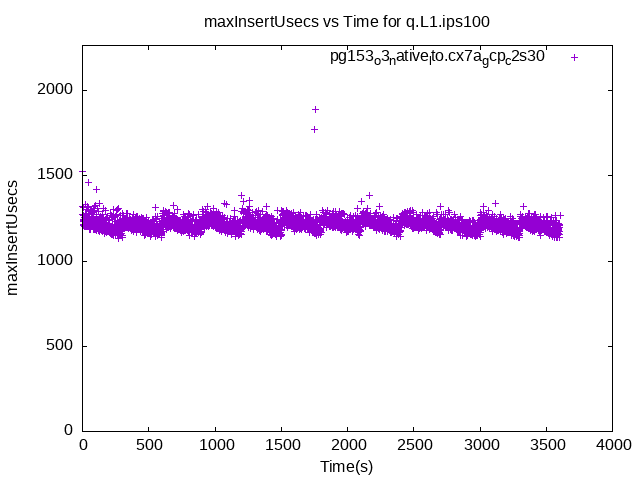 maxInsertUsecs vs Time for q.L1.ips100
pg153o3native_lto.cx7a_gcp_c2s30
2000
1500
1000
500
0
maxInsertUsecs
0 500 1000 1500 2000 2500 3000 3500 4000
Time(s)